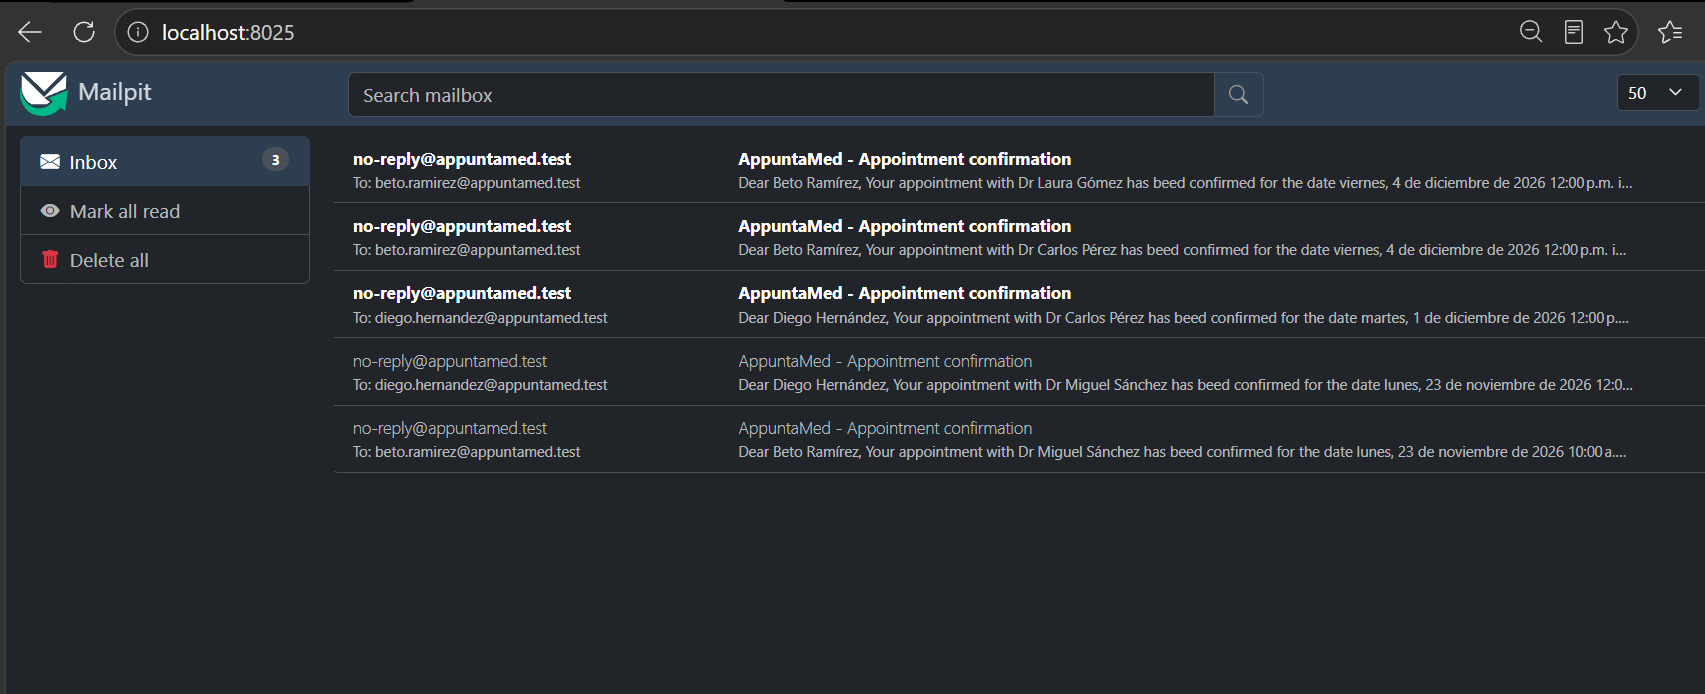 localhost:8025
Mailpit
Search mailbox
50
Inbox 3
Mark all read
Delete all
no-reply@appuntamed.test AppuntaMed - Appointment confirmation
To: beto.ramirez@appuntamed.test Dear Beto Ramírez, Your appointment with Dr Laura Gómez has beed confirmed for the date viernes, 4 de diciembre de 2026 12:00 p.m. i...
no-reply@appuntamed.test AppuntaMed - Appointment confirmation
To: beto.ramirez@appuntamed.test Dear Beto Ramírez, Your appointment with Dr Carlos Pérez has beed confirmed for the date viernes, 4 de diciembre de 2026 12:00 p.m. i...
no-reply@appuntamed.test AppuntaMed - Appointment confirmation
To: diego.hernandez@appuntamed.test Dear Diego Hernández, Your appointment with Dr Carlos Pérez has beed confirmed for the date martes, 1 de diciembre de 2026 12:00 p....
no-reply@appuntamed.test AppuntaMed - Appointment confirmation
To: diego.hernandez@appuntamed.test Dear Diego Hernández, Your appointment with Dr Miguel Sánchez has beed confirmed for the date lunes, 23 de noviembre de 2026 12:0...
no-reply@appuntamed.test AppuntaMed - Appointment confirmation
To: beto.ramirez@appuntamed.test Dear Beto Ramírez, Your appointment with Dr Miguel Sánchez has beed confirmed for the date lunes, 23 de noviembre de 2026 10:00 a....